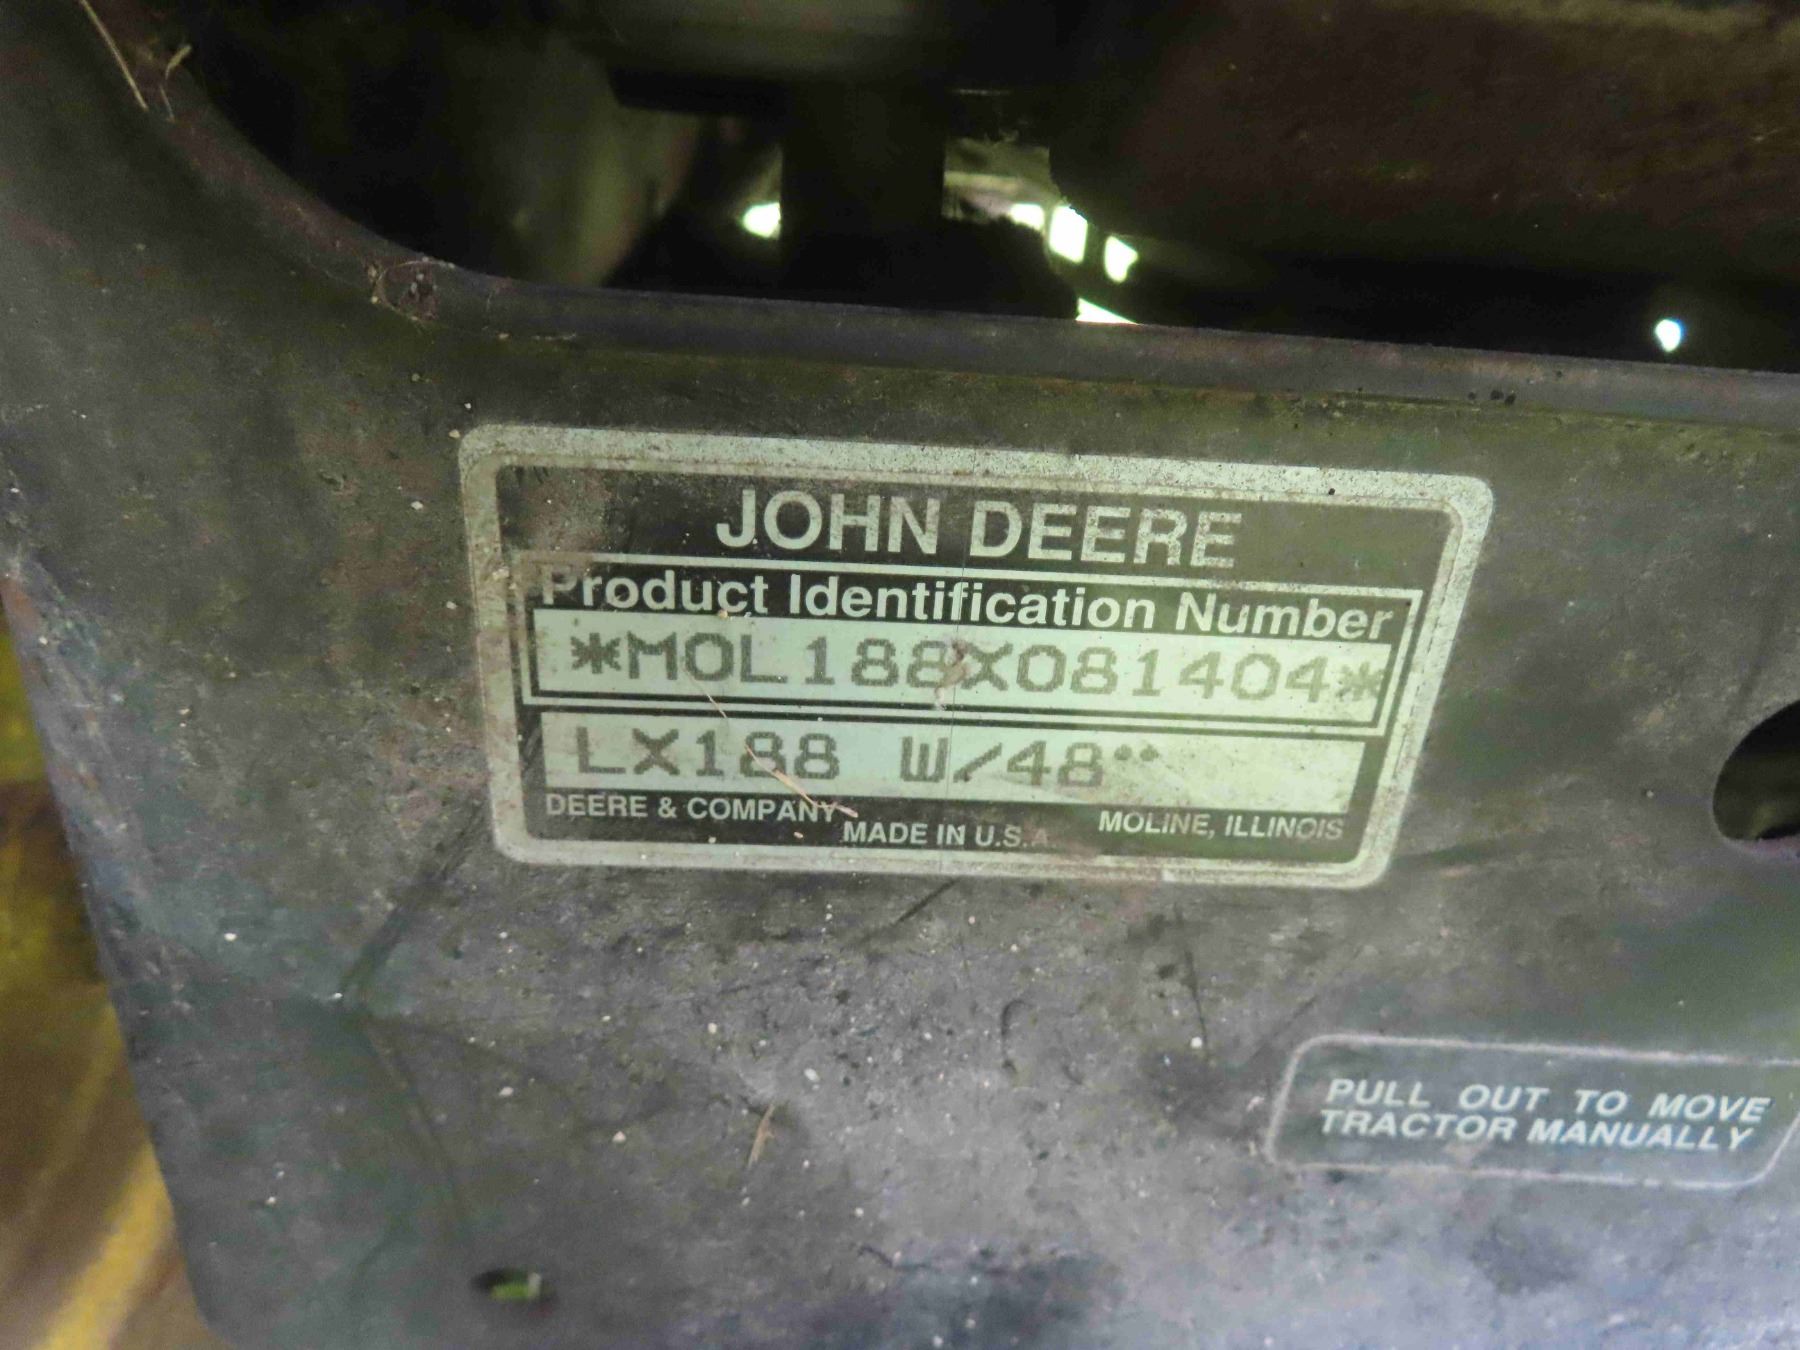 JOHN DEERE
Product Identification Number
*MOL188X081404*
LX188 W/48"
DEERE & COMPANY MADE IN U.S.A. MOLINE, ILLINOIS
PULL OUT TO MOVE
TRACTOR MANUALLY